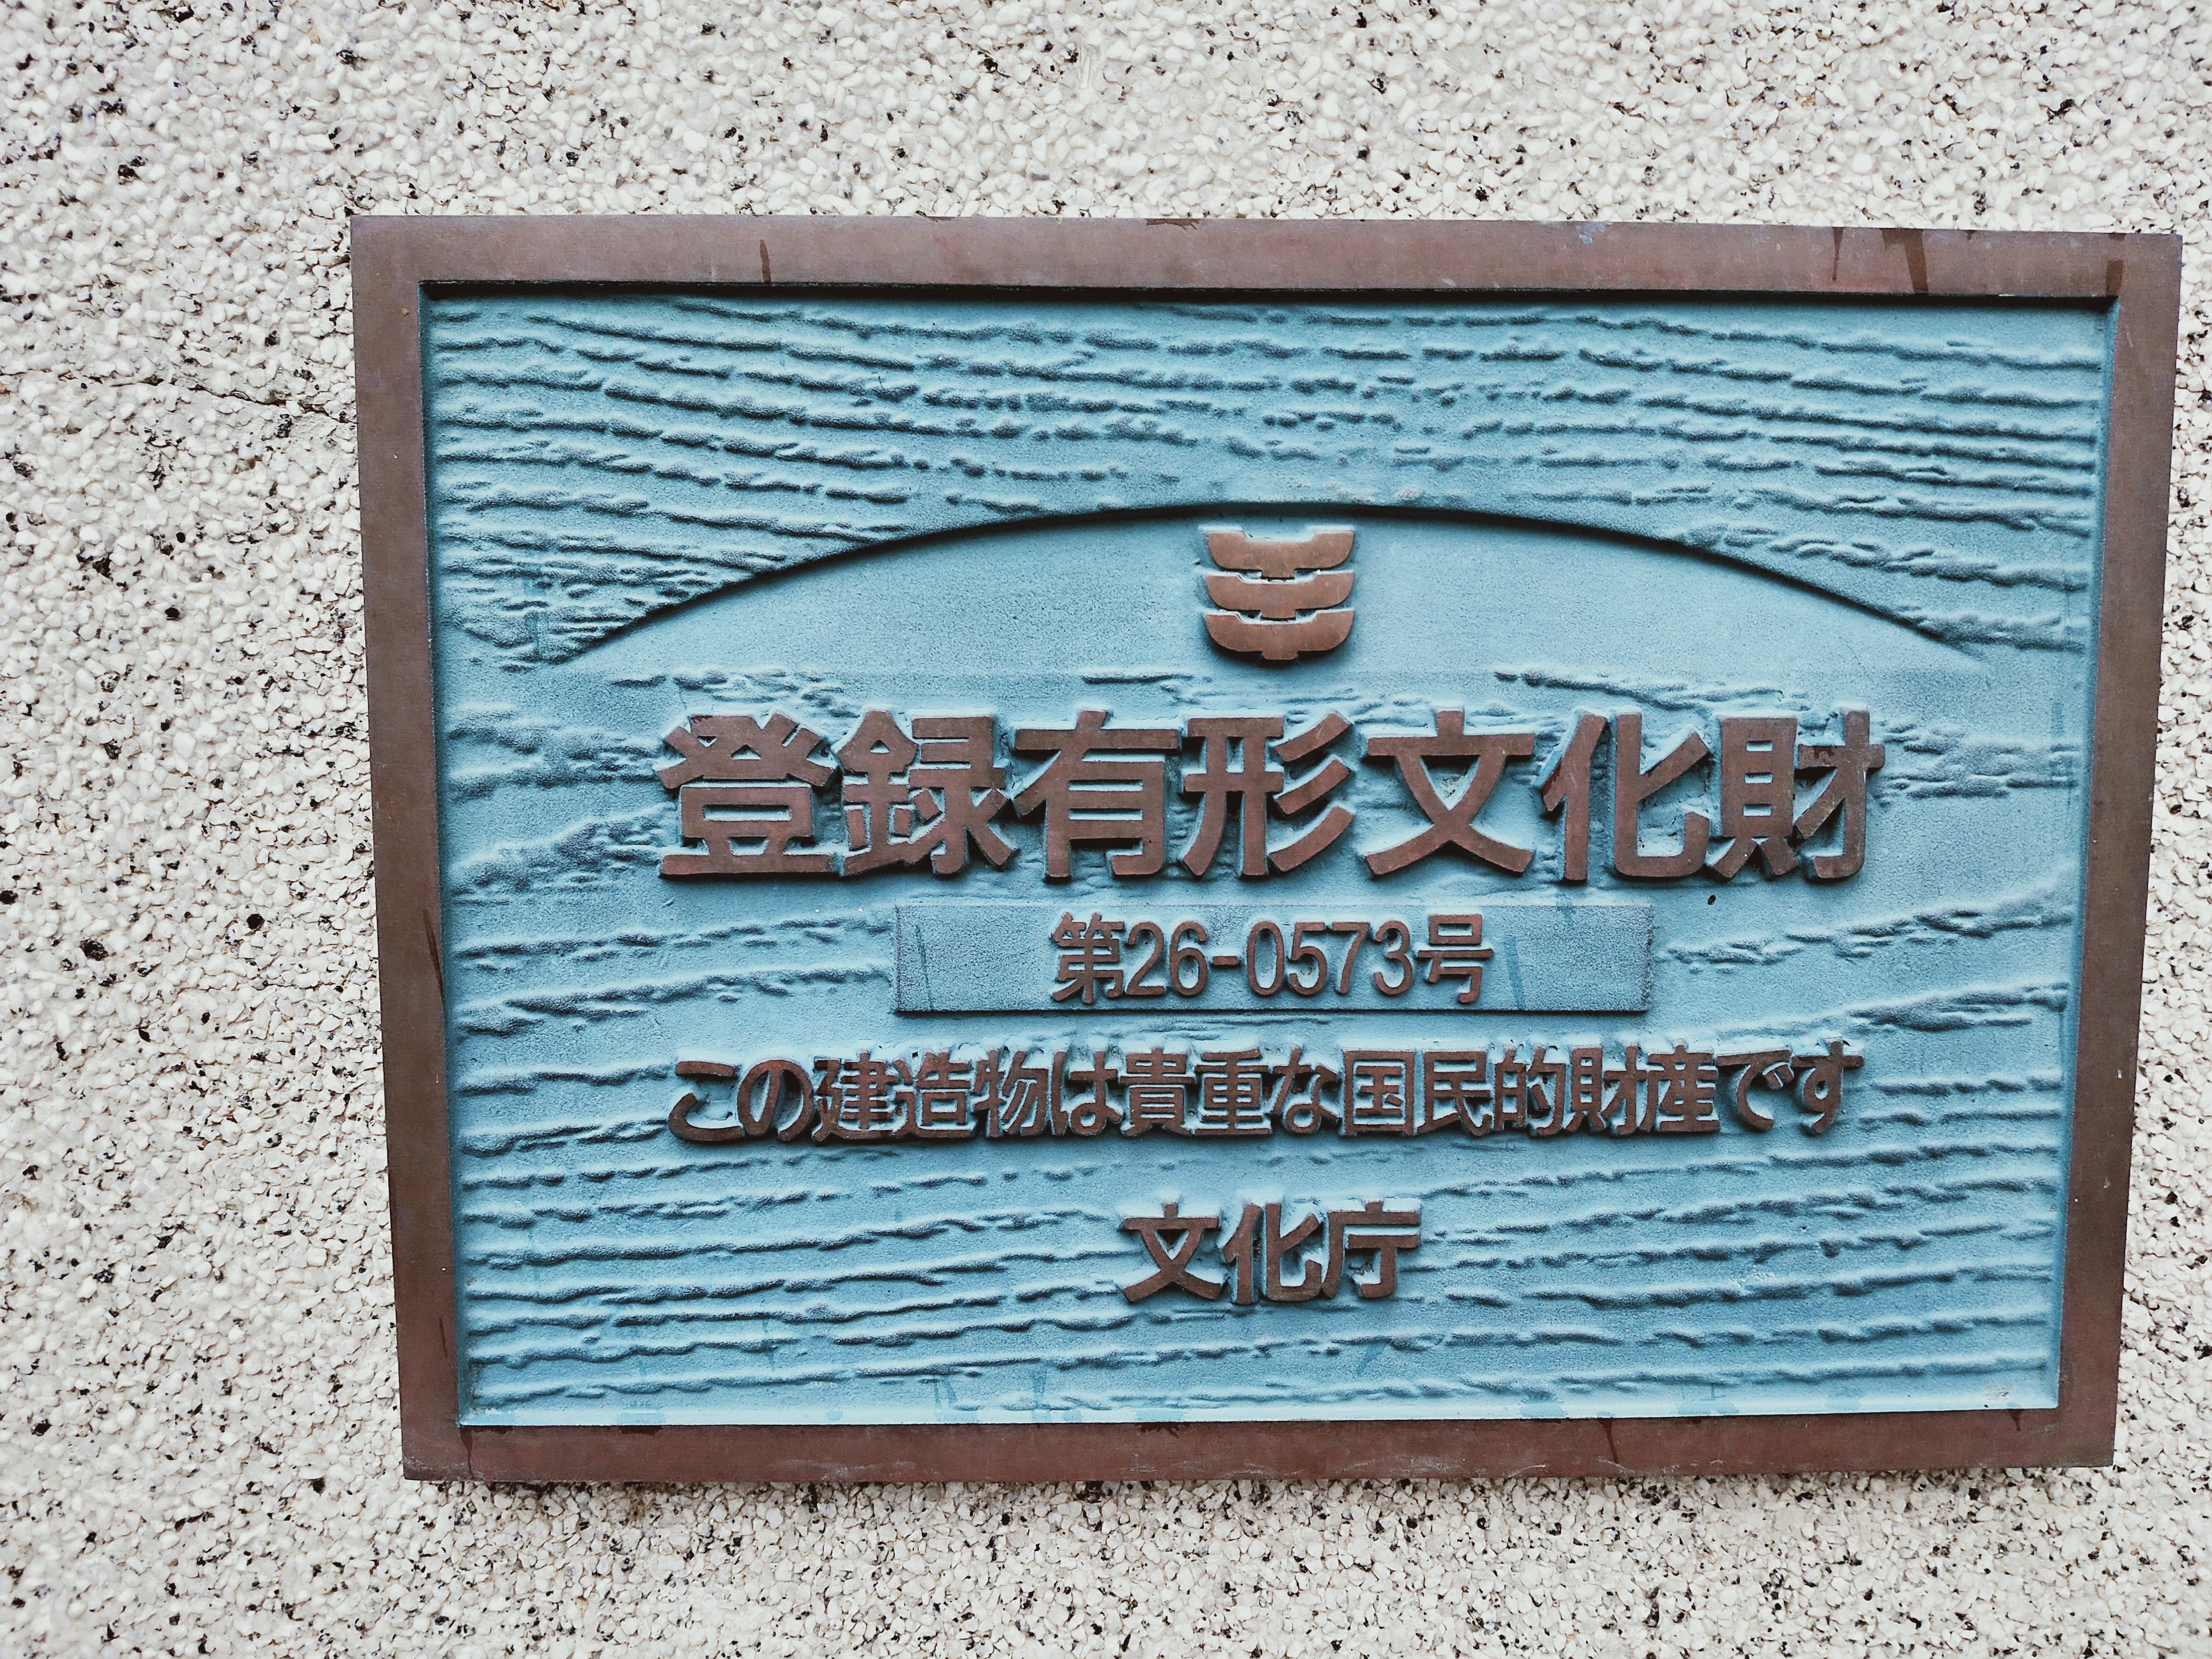 登録有形文化財
第26-0573号
この建造物は貴重な国民的財産です
文化庁